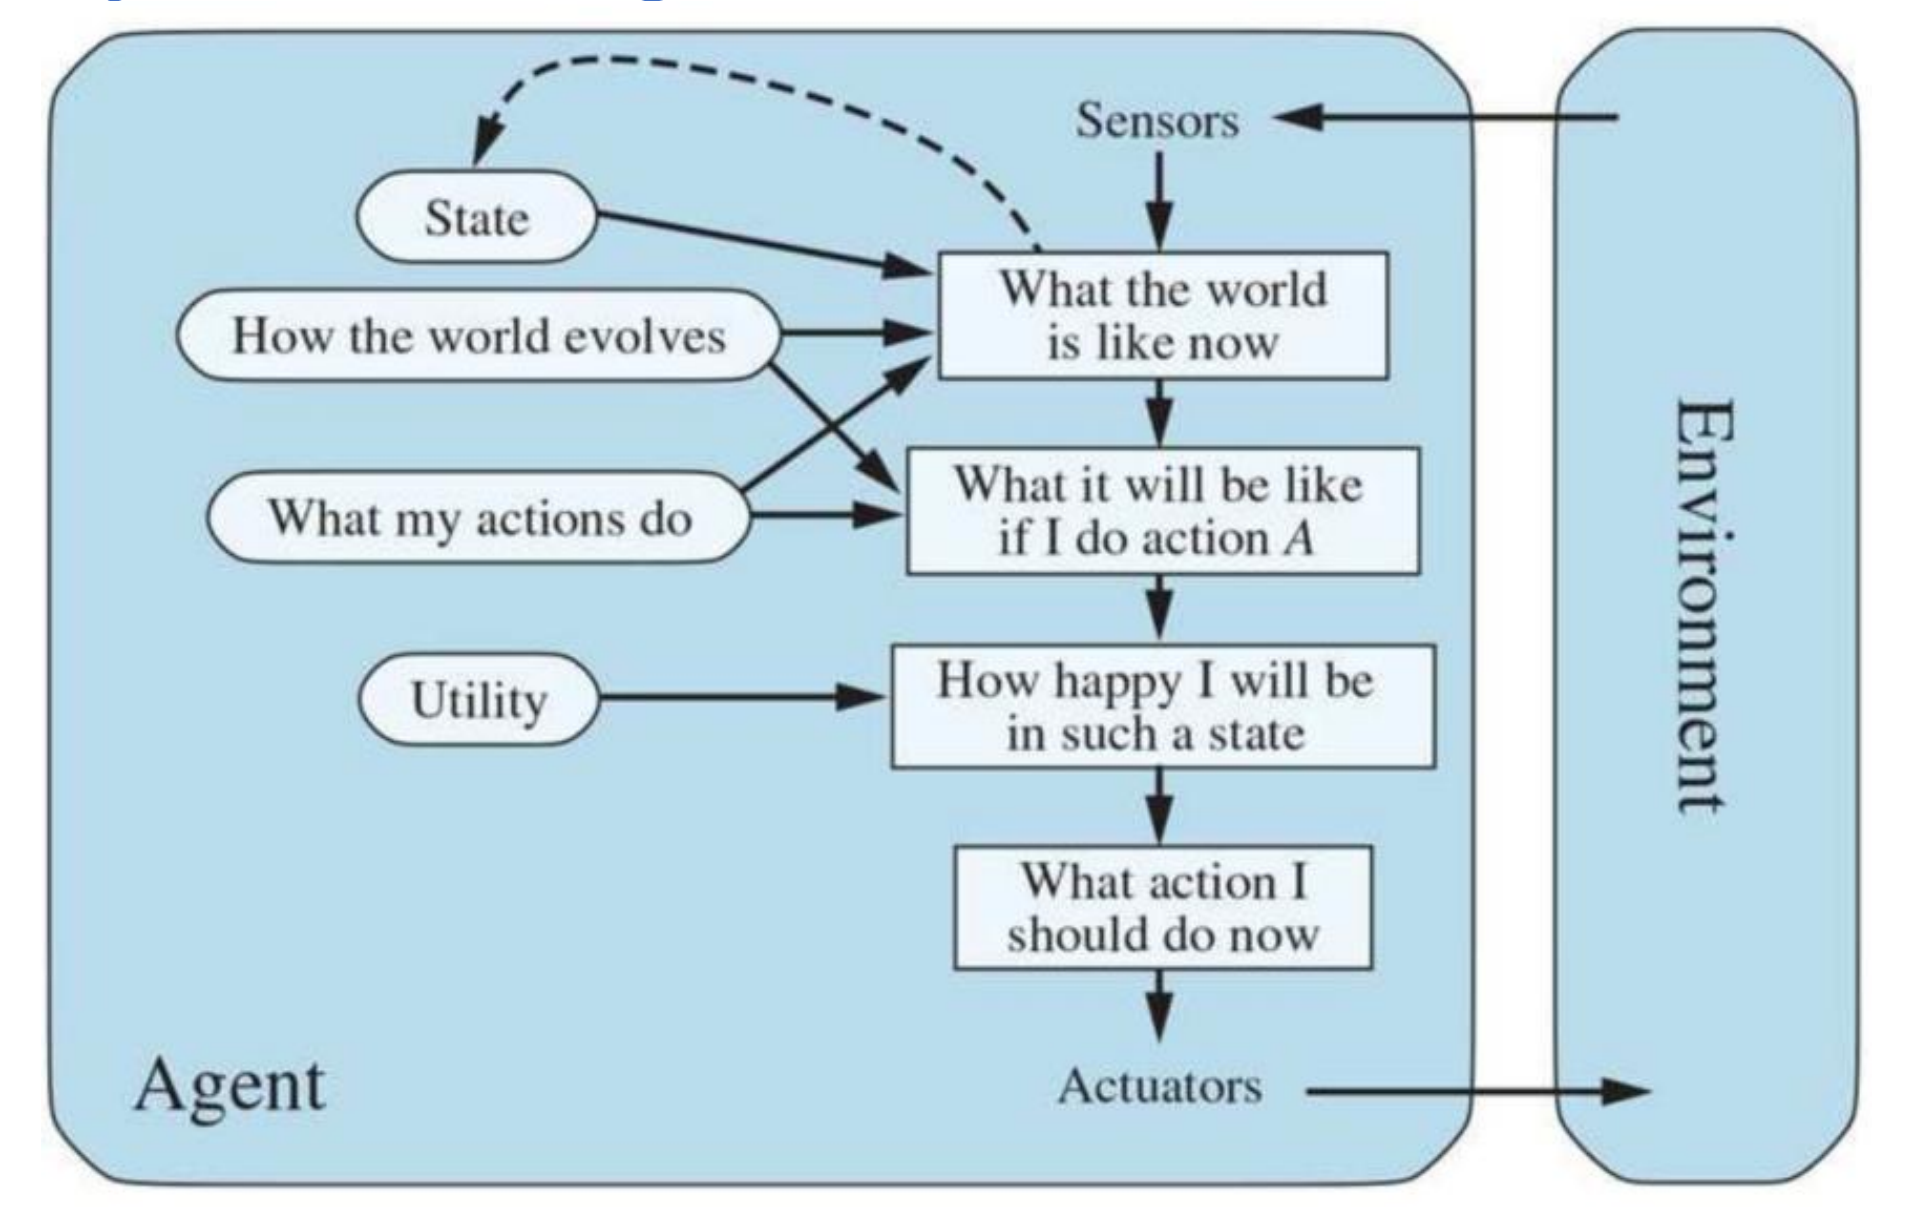 Sensors
State
What the world
is like now
How the world evolves
What it will be like
if I do action A
What my actions do
How happy I will be
in such a state
Utility
What action I
should do now
Agent
Actuators
Environment